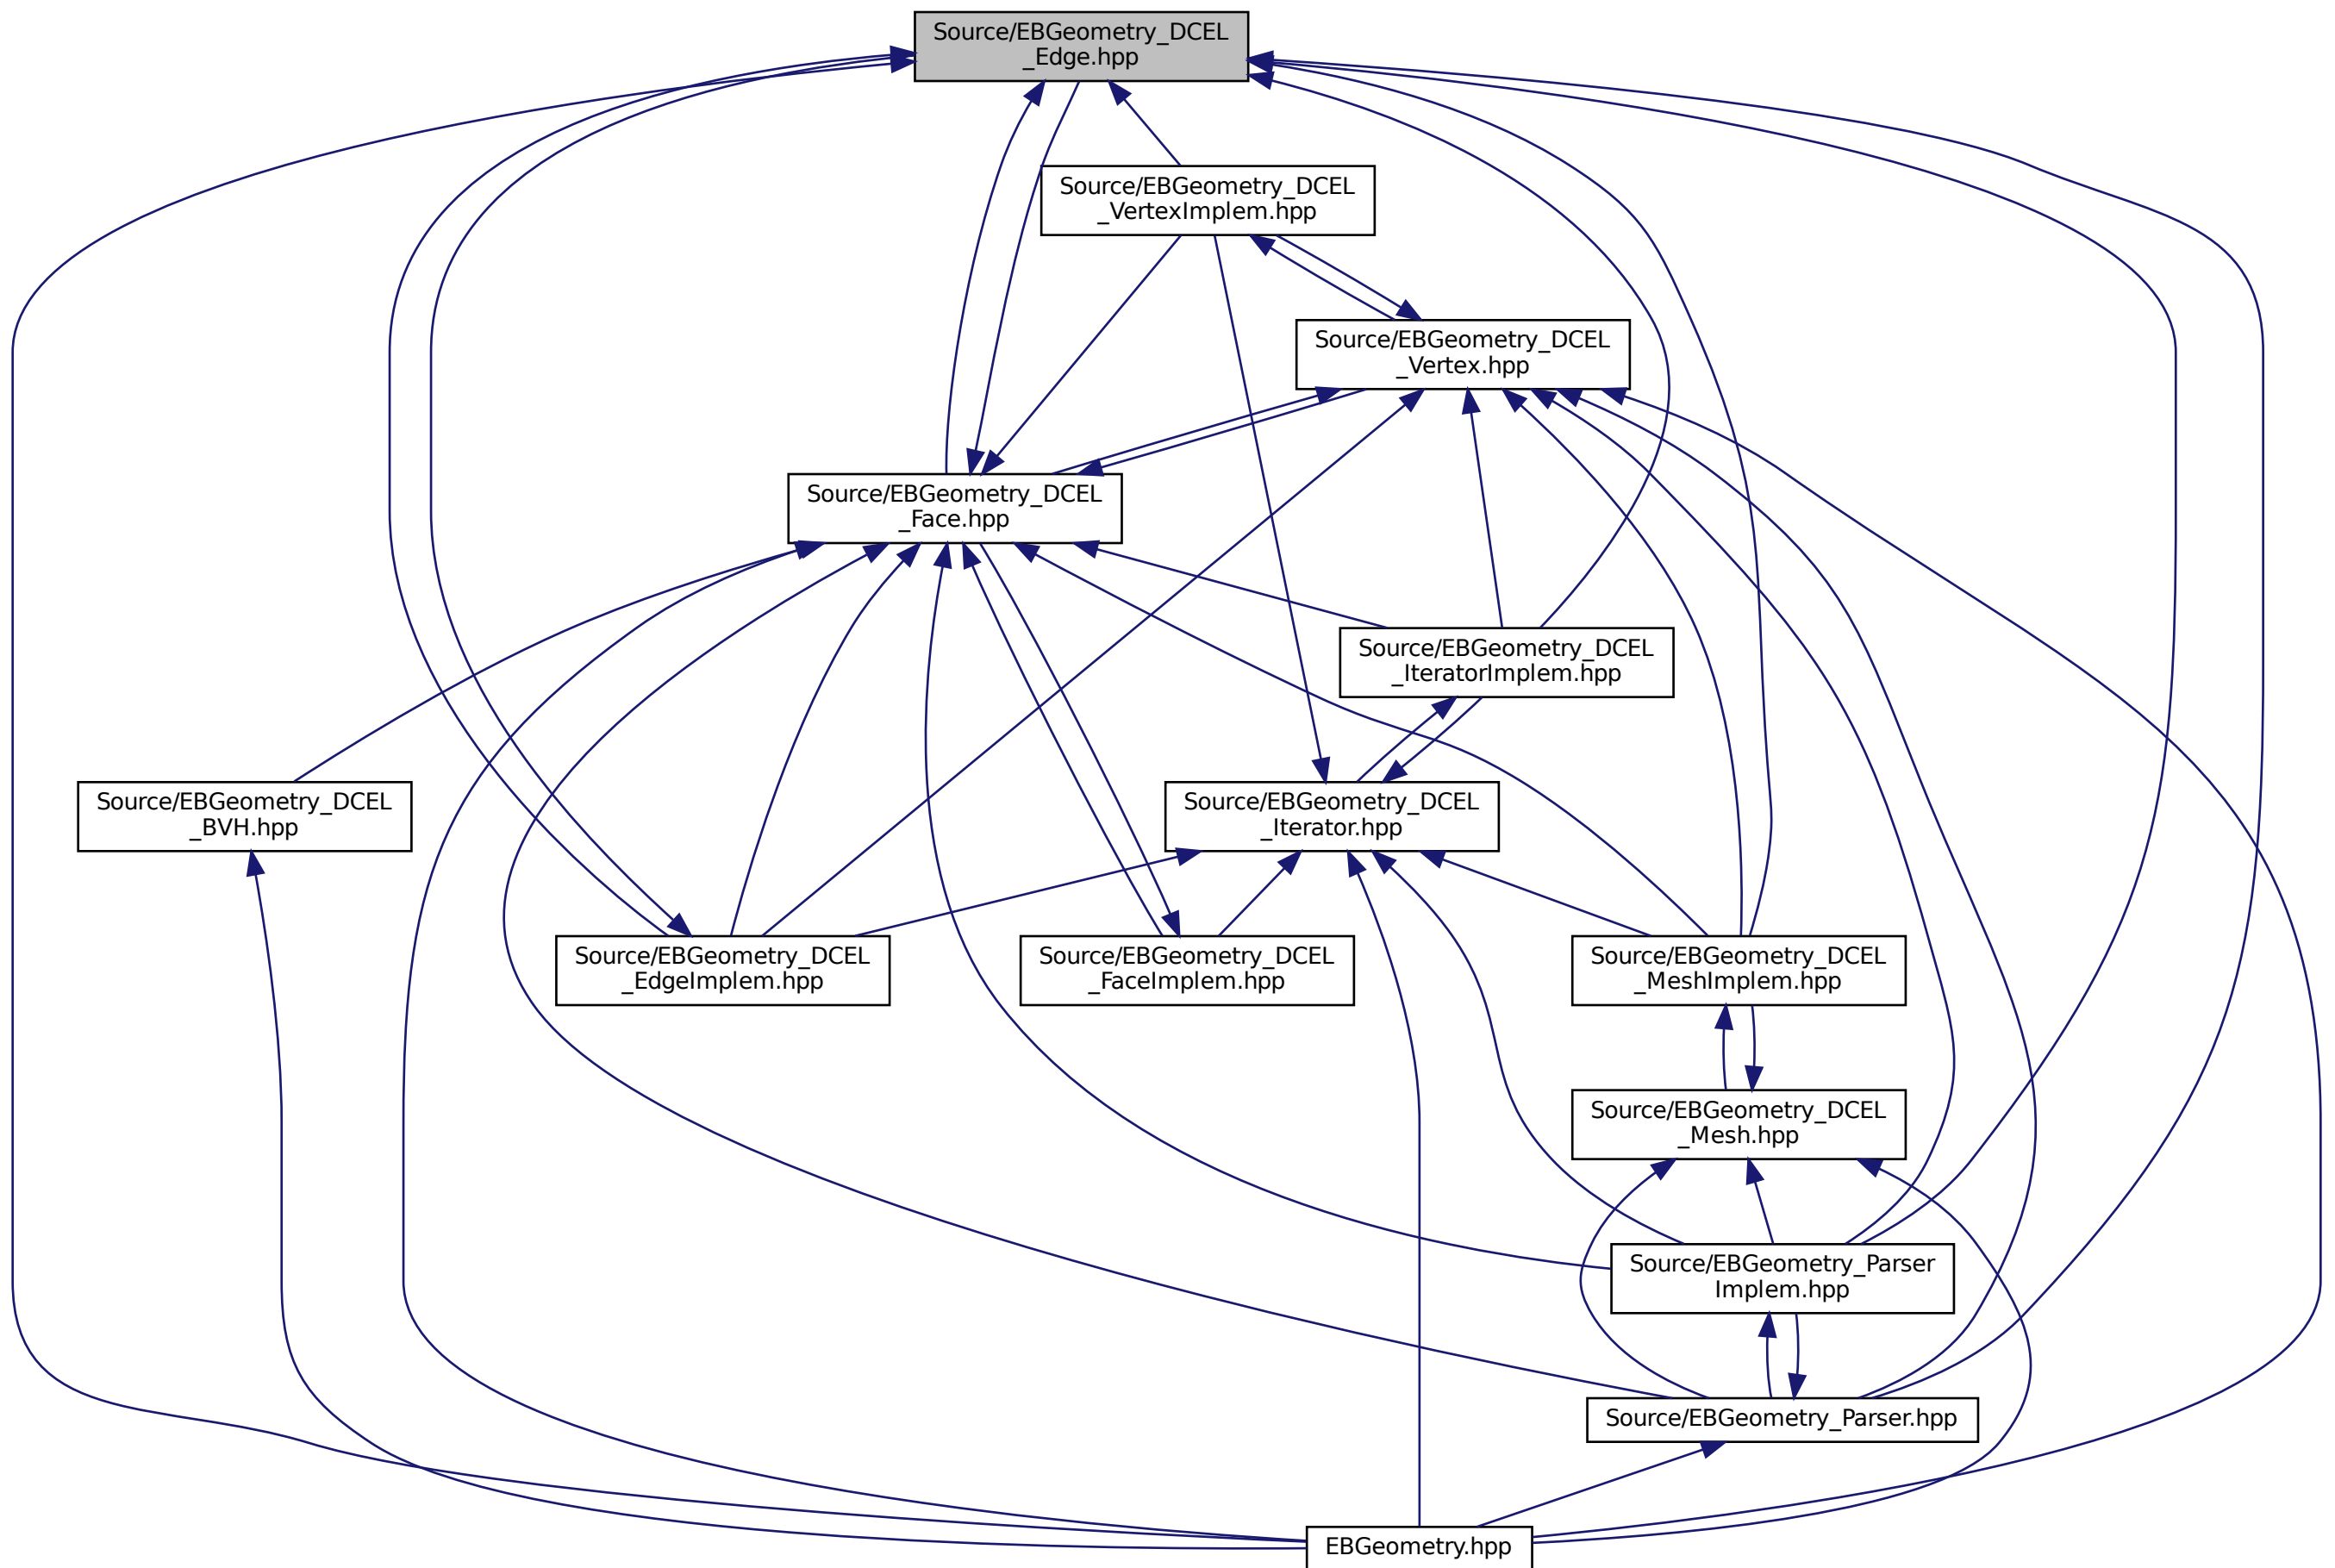 Source/EBGeometry_DCEL
_Edge.hpp
Source/EBGeometry_DCEL
_VertexImplem.hpp
Source/EBGeometry_DCEL
_Vertex.hpp
Source/EBGeometry_DCEL
_Face.hpp
Source/EBGeometry_DCEL
_IteratorImplem.hpp
Source/EBGeometry_DCEL
_BVH.hpp
Source/EBGeometry_DCEL
_Iterator.hpp
Source/EBGeometry_DCEL
_EdgeImplem.hpp
Source/EBGeometry_DCEL
_FaceImplem.hpp
Source/EBGeometry_DCEL
_MeshImplem.hpp
Source/EBGeometry_DCEL
_Mesh.hpp
Source/EBGeometry_Parser
Implem.hpp
Source/EBGeometry_Parser.hpp
EBGeometry.hpp